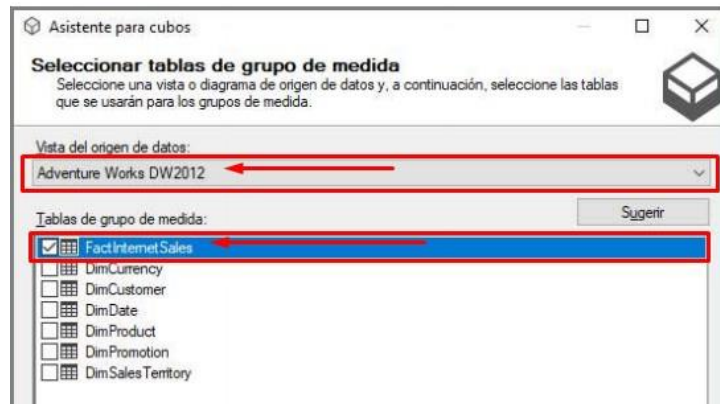 Asistente para cubos
Seleccionar tablas de grupo de medida
Seleccione una vista o diagrama de origen de datos y, a continuación, seleccione las tablas
que se usarán para los grupos de medida.
Vista del origen de datos:
Adventure Works DW2012
Tablas de grupo de medida:
Sugerir
FactInternetSales
DimCurrency
DimCustomer
DimDate
DimProduct
DimPromotion
DimSalesTerritory